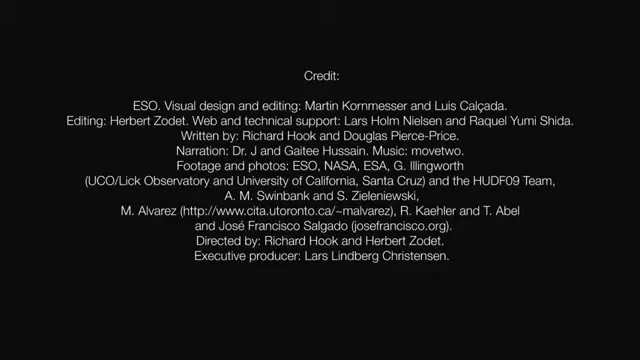 Credit:
ESO. Visual design and editing: Martin Kornmesser and Luis Calçada.
Editing: Herbert Zodet. Web and technical support: Lars Holm Nielsen and Raquel Yumi Shida.
Written by: Richard Hook and Douglas Pierce-Price.
Narration: Dr. J and Gaitee Hussain. Music: movetwo.
Footage and photos: ESO, NASA, ESA, G. Illingworth
(UCO/Lick Observatory and University of California, Santa Cruz) and the HUDF09 Team,
A. M. Swinbank and S. Zieleniewski,
M. Alvarez (http://www.cita.utoronto.ca/~malvarez), R. Kaehler and T. Abel
and José Francisco Salgado (josefrancisco.org).
Directed by: Richard Hook and Herbert Zodet.
Executive producer: Lars Lindberg Christensen.